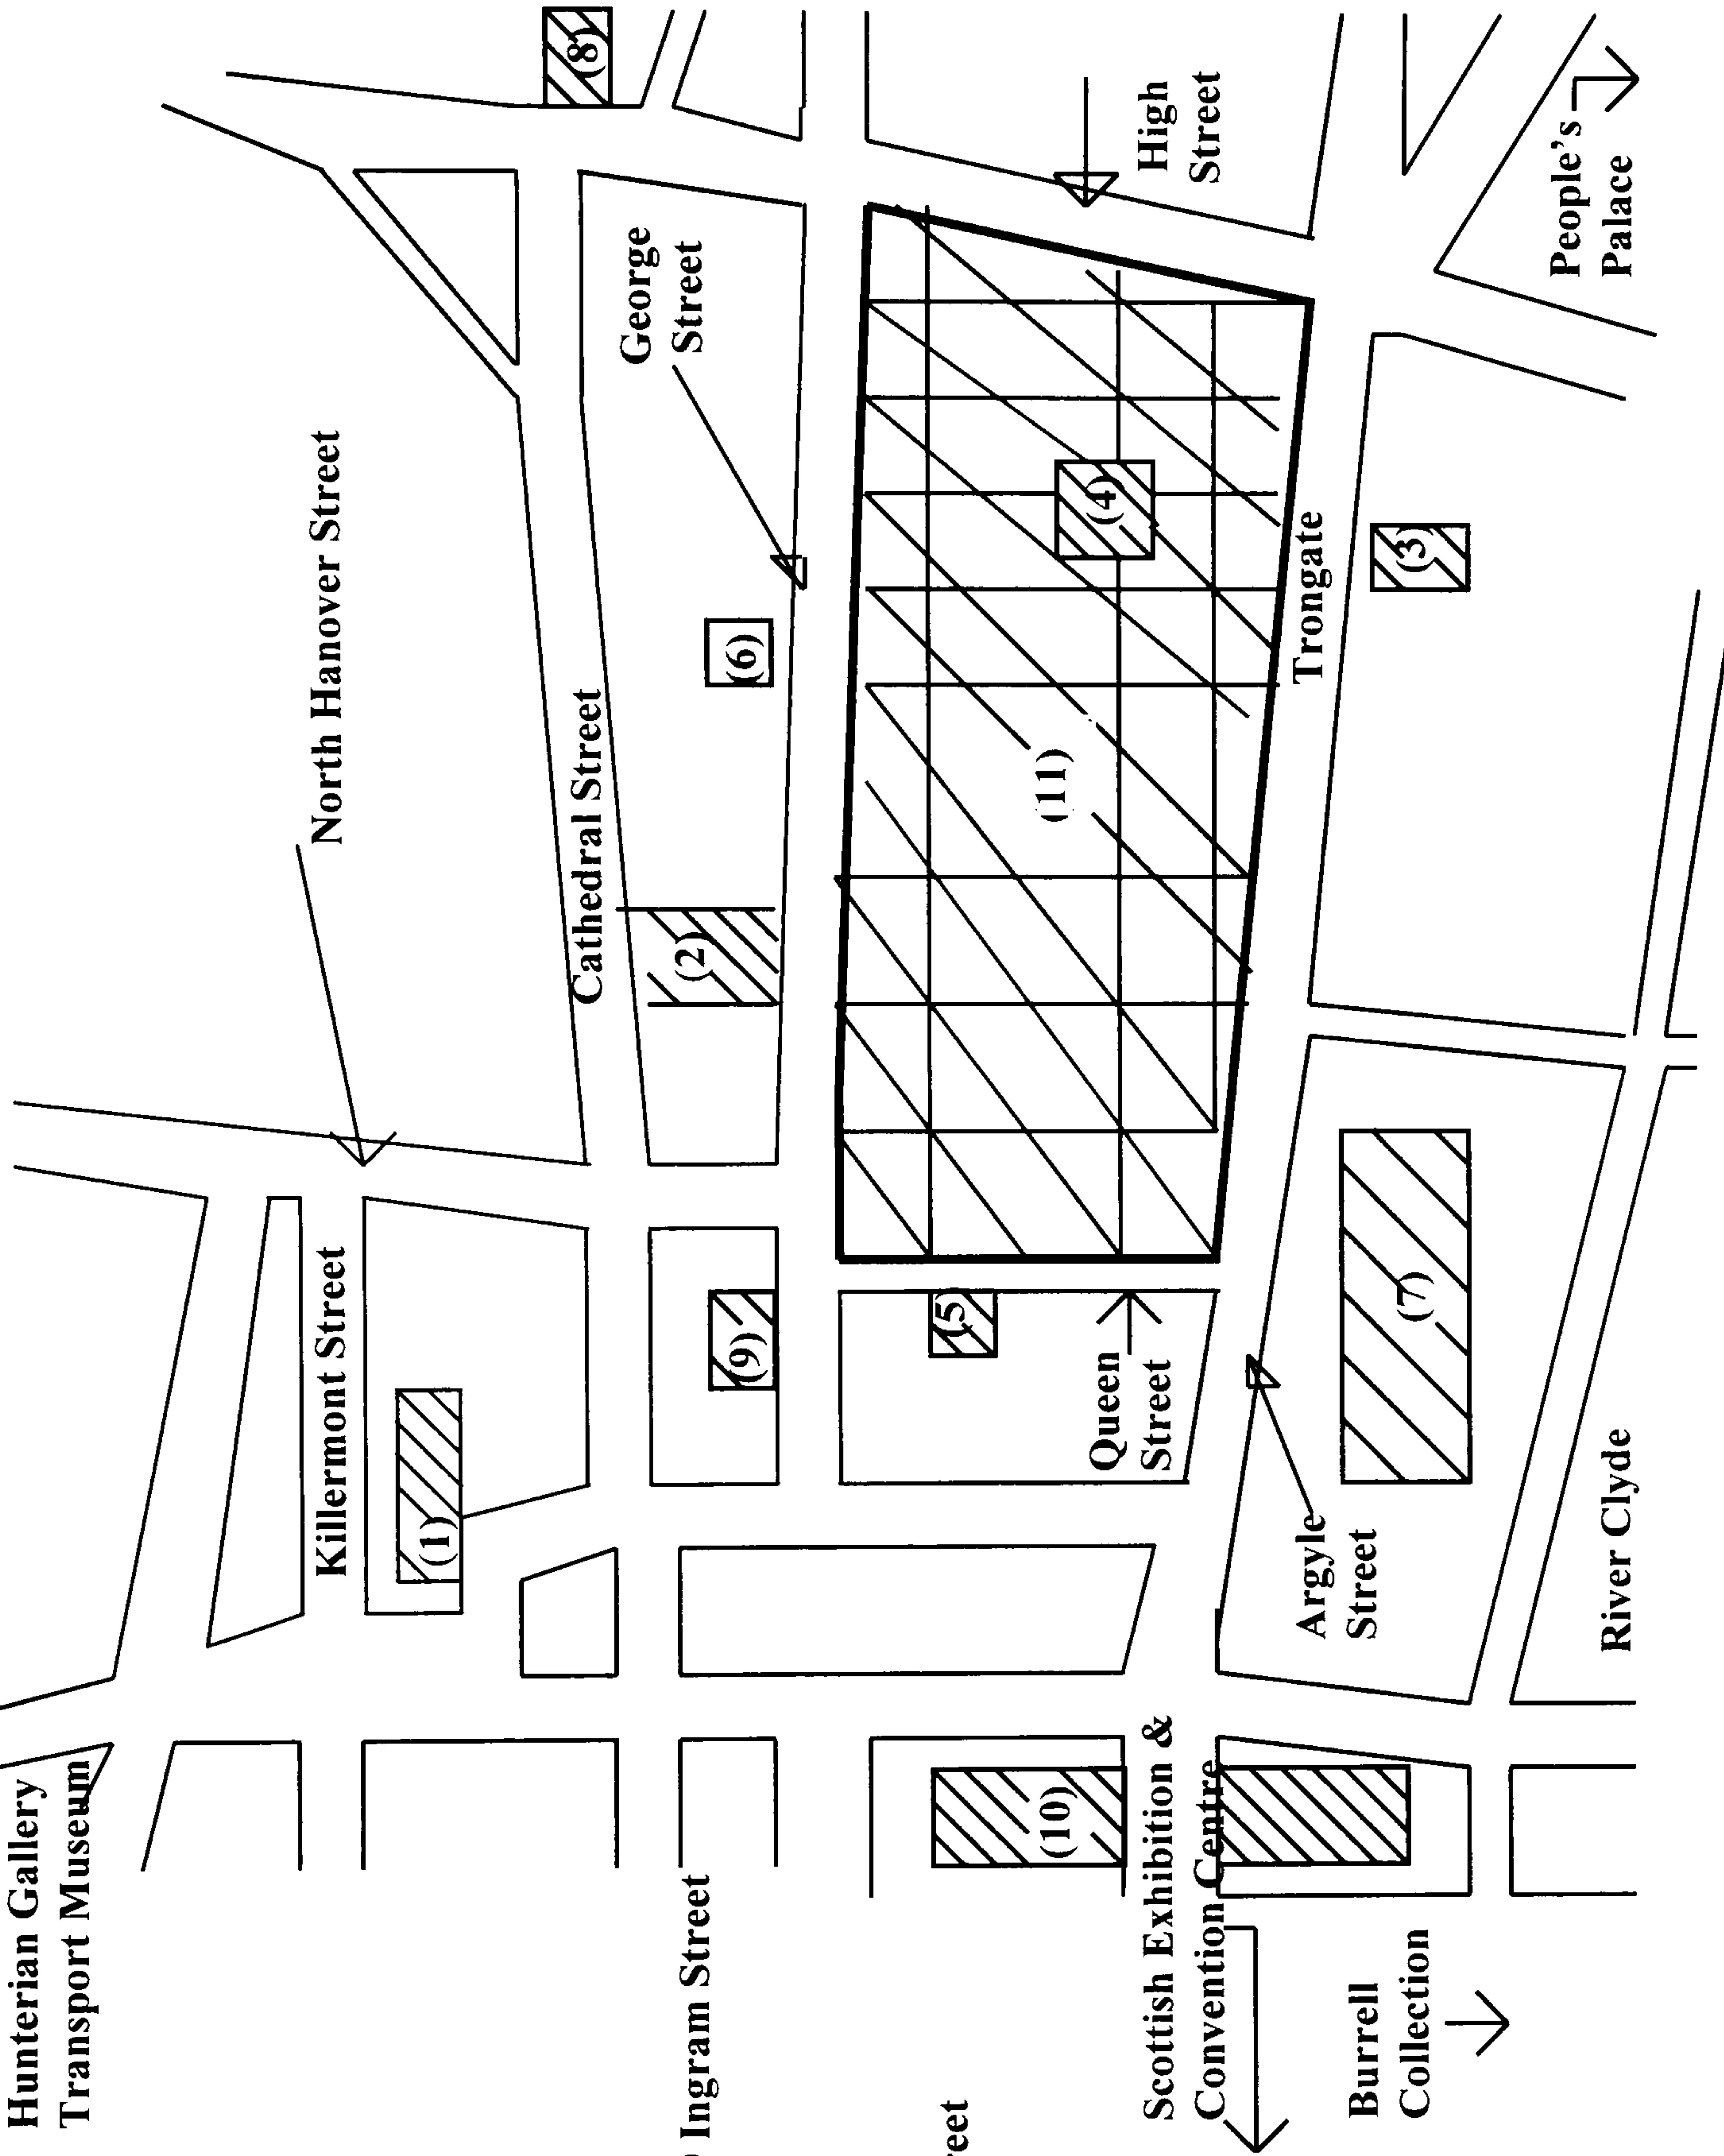 Hunterian Gallery
Transport Museum
Killermont Street
North Hanover Street
(1)
Cathedral Street
(8)
George
Street
(2)
(6)
(9)
Ingram Street
(5)
(4)
(11)
(10)
High
Street
Queen
Street
eet
Scottish Exhibition &
Convention Centre
Trongate
Argyle
Street
(3)
(7)
Burrell
Collection
River Clyde
People's
Palace